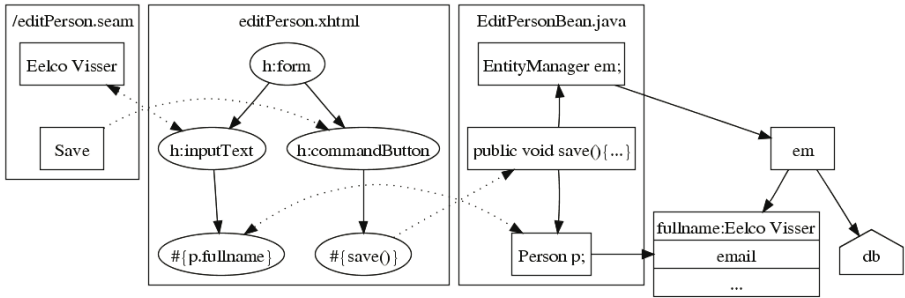 /editPerson.seam
Eelco Visser
Save
editPerson.xhtml
h:form
h:inputText
h:commandButton
#{p.fullname}
#{save()}
EditPersonBean.java
EntityManager em;
public void save(){...}
Person p;
em
fullname:Eelco Visser
email
...
db